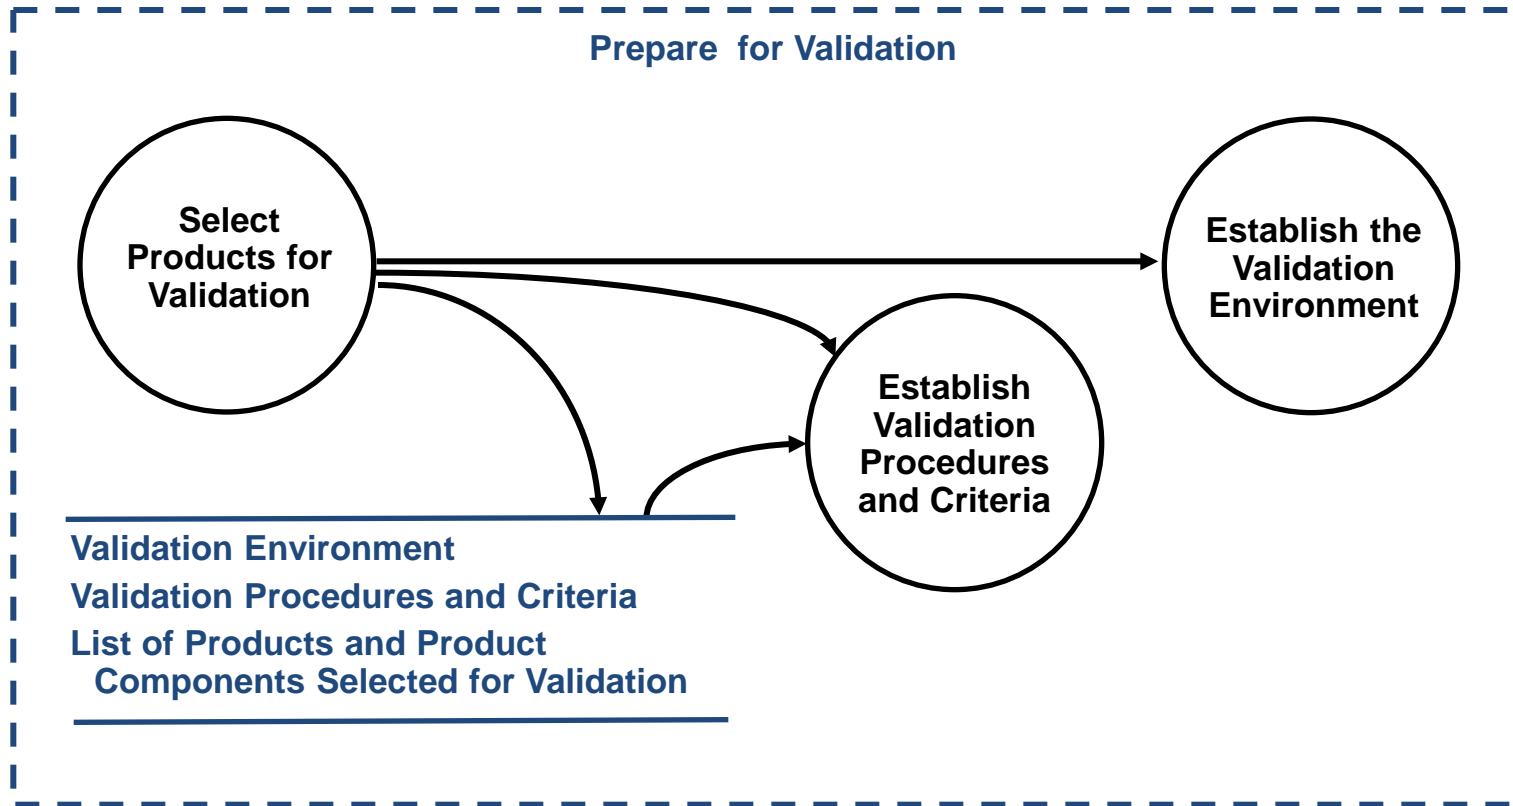 Prepare for Validation
Select
Products for
Validation
Establish the
Validation
Environment
Establish
Validation
Procedures
and Criteria
Validation Environment
Validation Procedures and Criteria
List of Products and Product
Components Selected for Validation